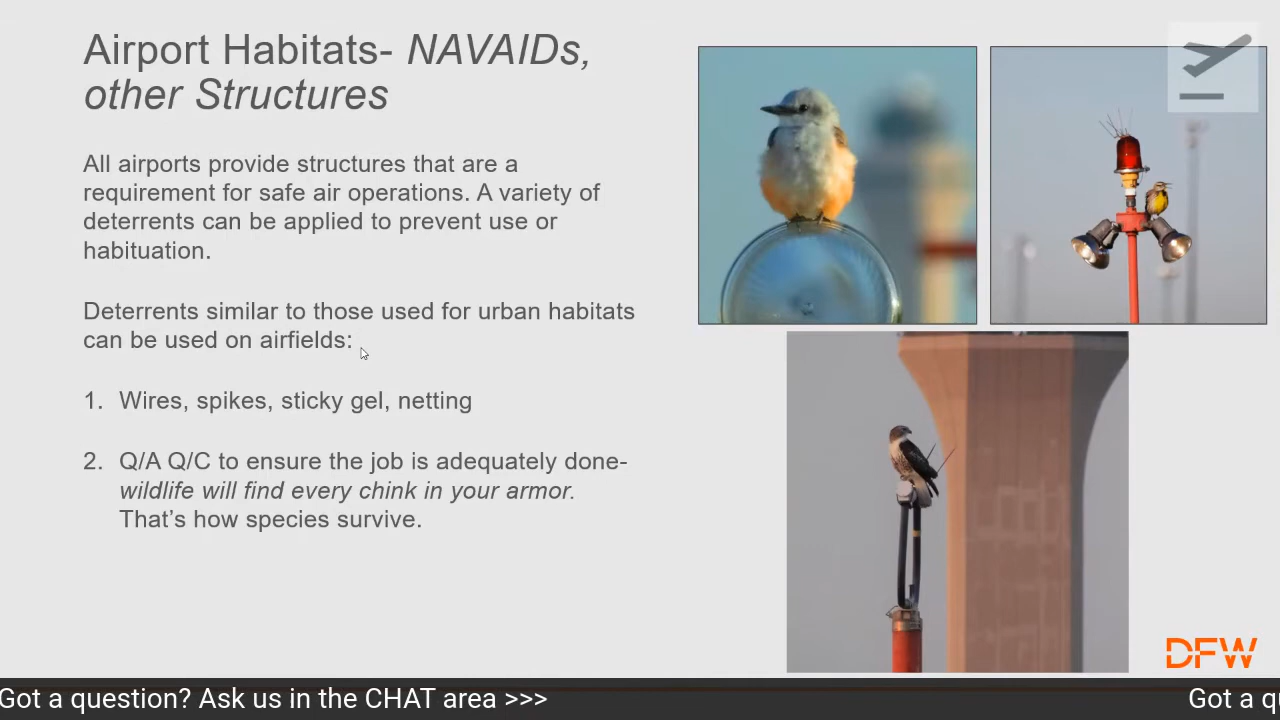 Airport Habitats- NAVAIDs,
other Structures
All airports provide structures that are a
requirement for safe air operations. A variety of
deterrents can be applied to prevent use or
habituation.
Deterrents similar to those used for urban habitats
can be used on airfields:
1. Wires, spikes, sticky gel, netting
2. Q/A Q/C to ensure the job is adequately done-
wildlife will find every chink in your armor.
That’s how species survive.
DFW
Got a question? Ask us in the CHAT area >>>
Got a q